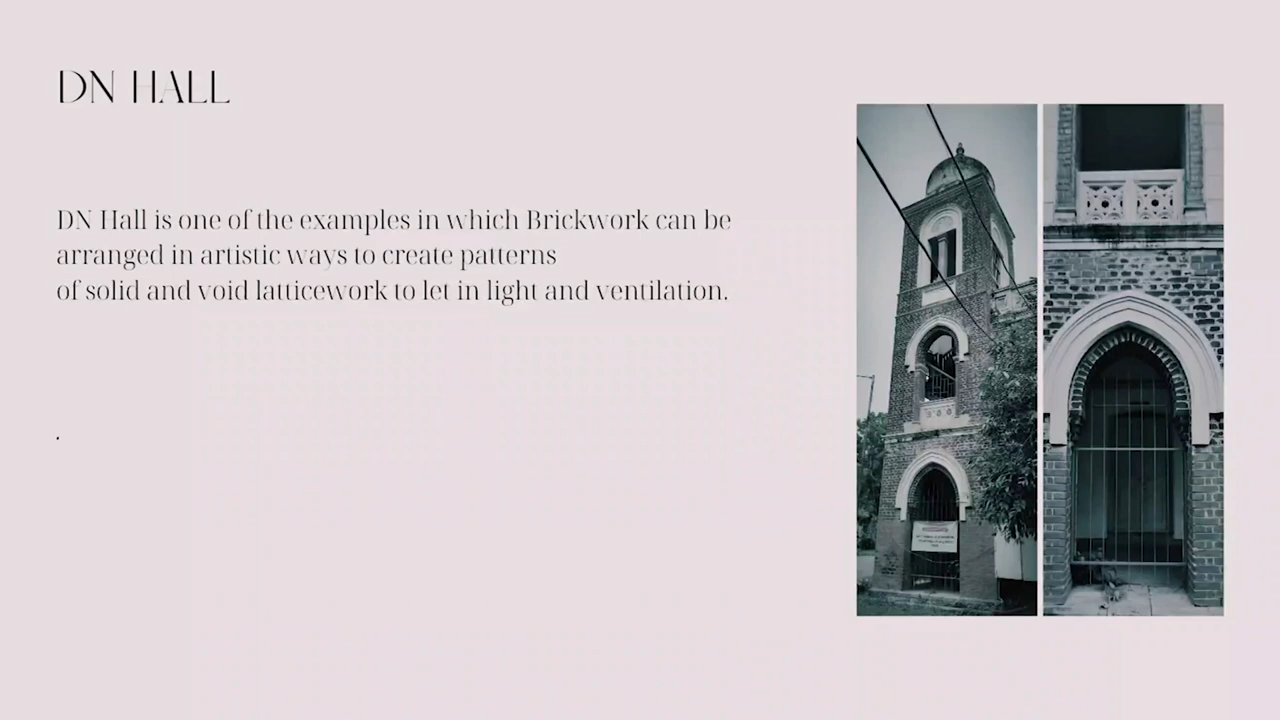 DN HALL
DN Hall is one of the examples in which Brickwork can be
arranged in artistic ways to create patterns
of solid and void latticework to let in light and ventilation.
.